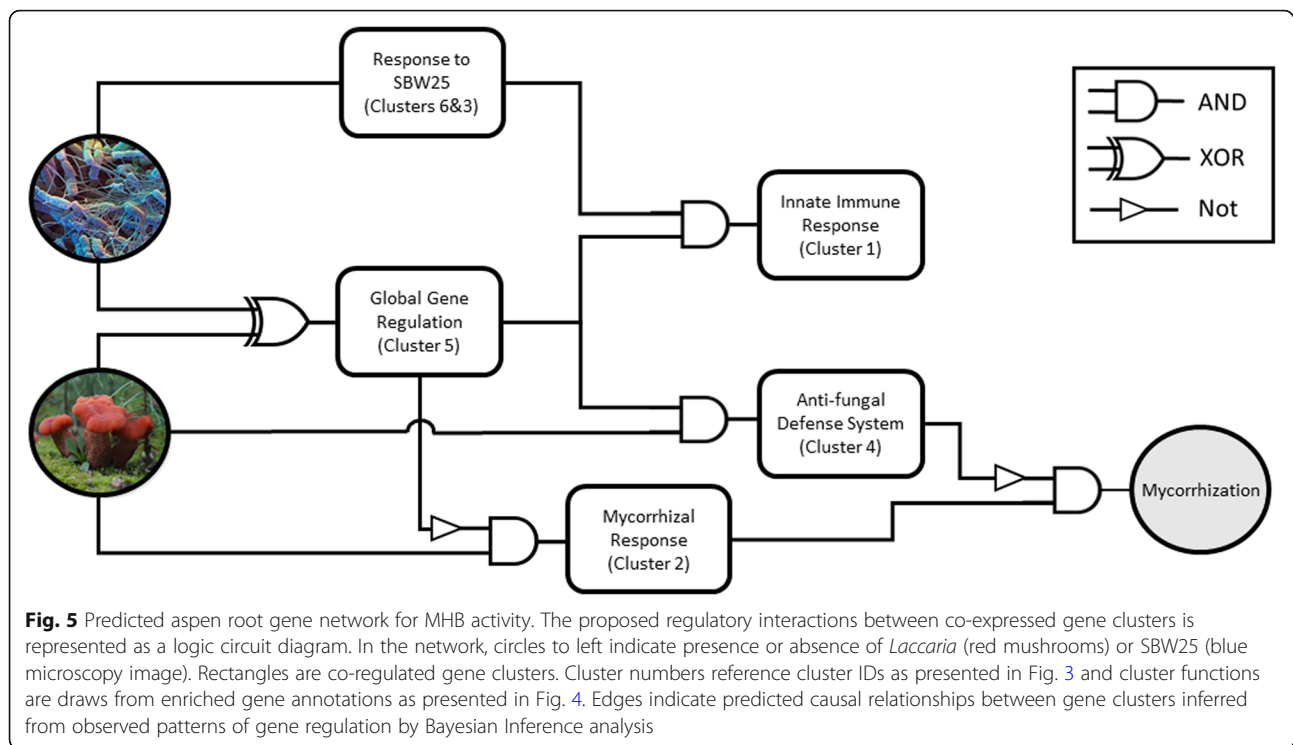 Response to
SBW25
(Clusters 6&3)
AND
XOR
Not
Innate Immune
Response
(Cluster 1)
Global Gene
Regulation
(Cluster 5)
Anti-fungal
Defense System
(Cluster 4)
Mycorrhizal
Response
(Cluster 2)
Mycorrhization
Fig. 5 Predicted aspen root gene network for MHB activity. The proposed regulatory interactions between co-expressed gene clusters is
represented as a logic circuit diagram. In the network, circles to left indicate presence or absence of Laccaria (red mushrooms) or SBW25 (blue
microscopy image). Rectangles are co-regulated gene clusters. Cluster numbers reference cluster IDs as presented in Fig. 3 and cluster functions
are draws from enriched gene annotations as presented in Fig. 4. Edges indicate predicted causal relationships between gene clusters inferred
from observed patterns of gene regulation by Bayesian Inference analysis